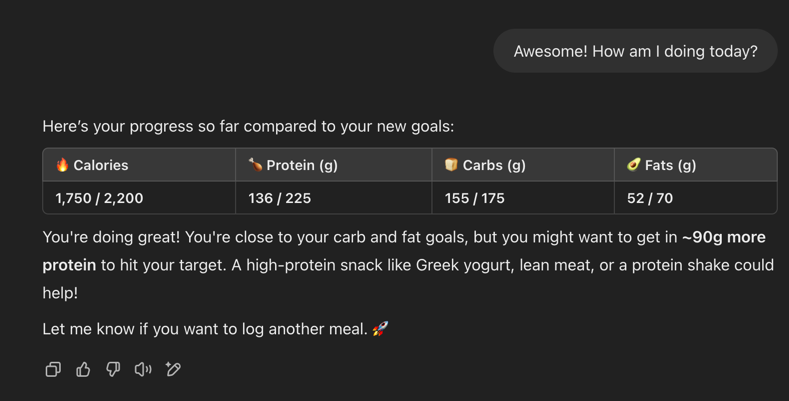 Awesome! How am I doing today?
Here’s your progress so far compared to your new goals:
🔥 Calories 🍗 Protein (g) 🍞 Carbs (g) 🥑 Fats (g)
1,750 / 2,200 136 / 225 155 / 175 52 / 70
You're doing great! You're close to your carb and fat goals, but you might want to get in ~90g more
protein to hit your target. A high-protein snack like Greek yogurt, lean meat, or a protein shake could
help!
Let me know if you want to log another meal. 🚀